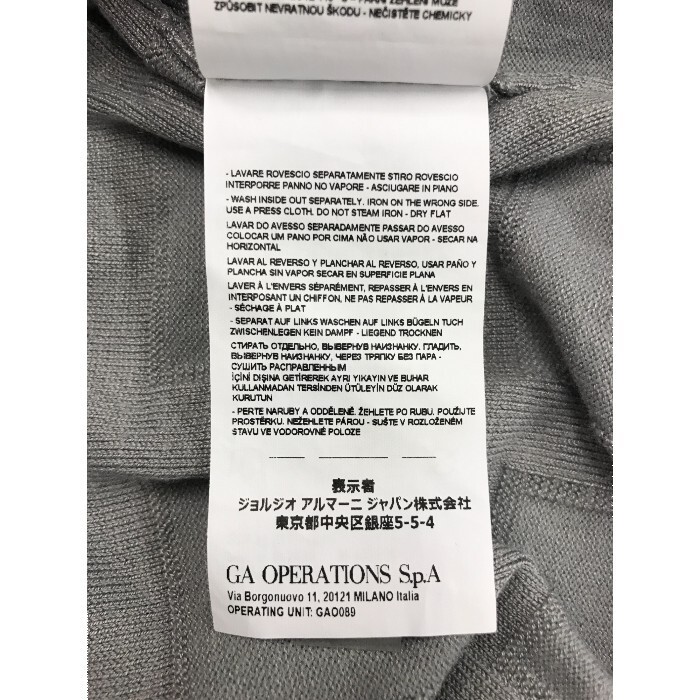 ZPŮSOBIT NEVRATNOU ŠKODU - NEČISTĚTE CHEMICKY
- LAVARE ROVESCIO SEPARATAMENTE STIRO ROVESCIO
INTERPORRE PANNO NO VAPORE - ASCIUGARE IN PIANO
- WASH INSIDE OUT SEPARATELY. IRON ON THE WRONG SIDE.
USE A PRESS CLOTH. DO NOT STEAM IRON - DRY FLAT
LAVAR DO AVESSO SEPARADAMENTE PASSAR DO AVESSO
COLOCAR UM PANO POR CIMA NÃO USAR VAPOR - SECAR NA
HORIZONTAL
LAVAR AL REVERSO Y PLANCHAR AL REVERSO, USAR PAÑO Y
PLANCHA SIN VAPOR SECAR EN SUPERFICIE PLANA
LAVER À L'ENVERS SÉPARÉMENT, REPASSER À L'ENVERS EN
INTERPOSANT UN CHIFFON, NE PAS REPASSER À LA VAPEUR
- SÉCHAGE À PLAT
- SEPARAT AUF LINKS WASCHEN AUF LINKS BÜGELN TUCH
ZWISCHENLEGEN KEIN DAMPF - LIEGEND TROCKNEN
СТИРАТЬ ОТДЕЛЬНО, ВЫВЕРНУВ НАИЗНАНКУ. ГЛАДИТЬ,
ВЫВЕРНУВ НАИЗНАНКУ, ЧЕРЕЗ ТРЯПКУ БЕЗ ПАРА -
СУШИТЬ РАСПРАВЛЕННЫМ
İÇİNİ DIŞINA GETİREREK AYRI YIKAYIN VE BUHAR
KULLANMADAN TERSİNDEN ÜTÜLEYİN DÜZ OLARAK
KURUTUN
- PERTE NARUBY A ODDĚLENĚ. ŽEHLETE PO RUBU. POUŽIJTE
PROSTĚRKU. NEŽEHLETE PÁROU - SUŠTE V ROZLOŽENÉM
STAVU VE VODOROVNÉ POLOZE
表示者
ジョルジオ アルマーニ ジャパン株式会社
東京都中央区銀座5-5-4
GA OPERATIONS S.p.A
Via Borgonuovo 11, 20121 MILANO Italia
OPERATING UNIT: GAO089